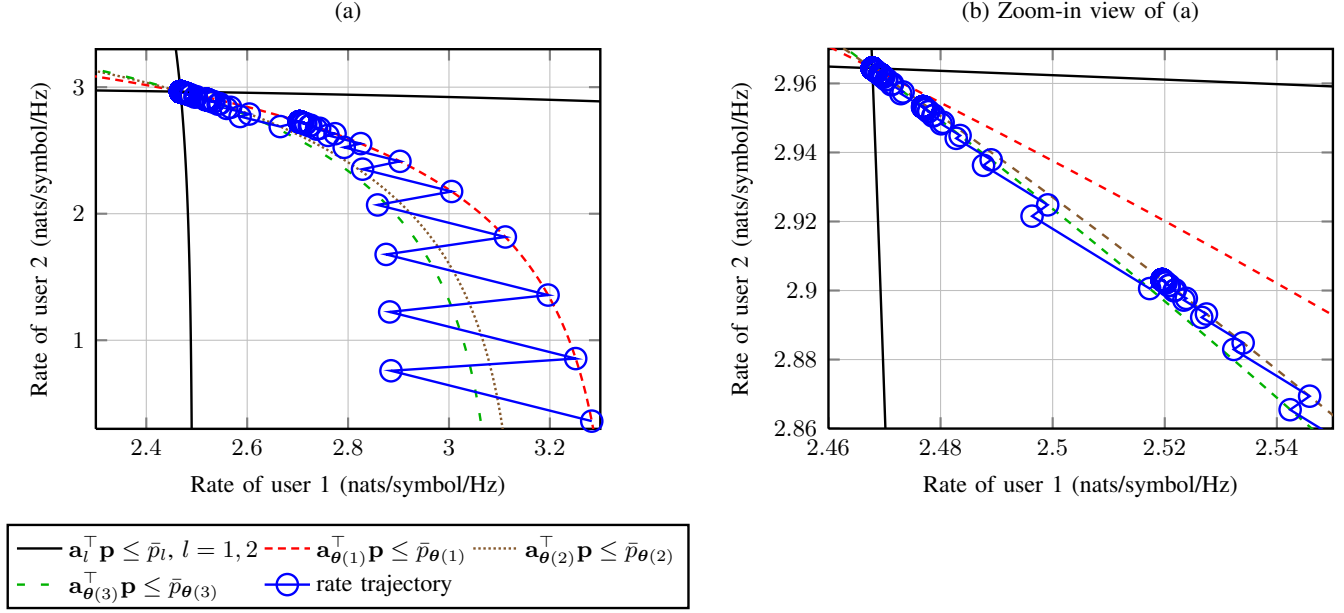 (a)
3
2
1
2.4 2.6 2.8 3 3.2
Rate of user 2 (nats/symbol/Hz)
Rate of user 1 (nats/symbol/Hz)
(b) Zoom-in view of (a)
2.96
2.94
2.92
2.9
2.88
2.86
2.46 2.48 2.5 2.52 2.54
Rate of user 2 (nats/symbol/Hz)
Rate of user 1 (nats/symbol/Hz)
𝐚ₗ^⊤𝐩 ≤ p̄ₗ, l = 1, 2 𝐚_𝜽(1)^⊤𝐩 ≤ p̄_𝜽(1) 𝐚_𝜽(2)^⊤𝐩 ≤ p̄_𝜽(2)
𝐚_𝜽(3)^⊤𝐩 ≤ p̄_𝜽(3) rate trajectory